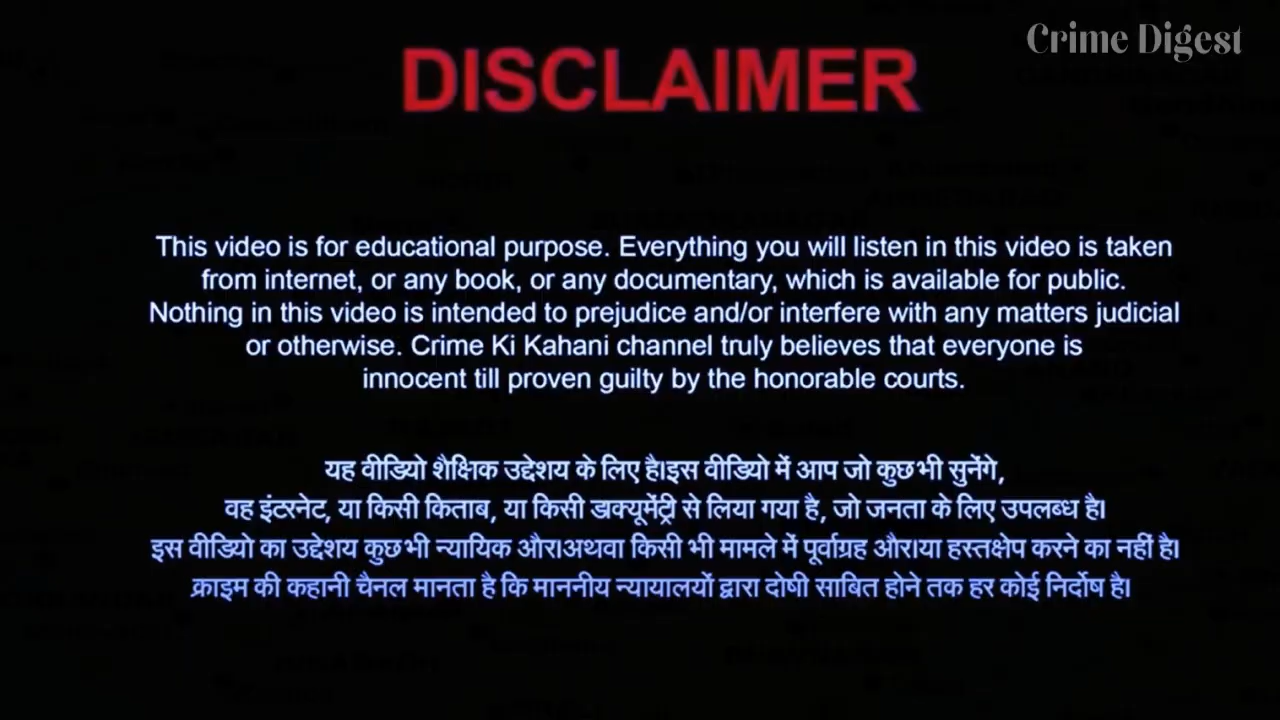 Crime Digest
DISCLAIMER
This video is for educational purpose. Everything you will listen in this video is taken
from internet, or any book, or any documentary, which is available for public.
Nothing in this video is intended to prejudice and/or interfere with any matters judicial
or otherwise. Crime Ki Kahani channel truly believes that everyone is
innocent till proven guilty by the honorable courts.
यह वीडियो शैक्षिक उद्देशय के लिए है।इस वीडियो में आप जो कुछ भी सुनेंगे,
वह इंटरनेट, या किसी किताब, या किसी डाक्यूमेंट्री से लिया गया है, जो जनता के लिए उपलब्ध है।
इस वीडियो का उद्देशय कुछ भी न्यायिक और।अथवा किसी भी मामले में पूर्वाग्रह और।या हस्तक्षेप करने का नहीं है।
क्राइम की कहानी चैनल मानता है कि माननीय न्यायालयों द्वारा दोषी साबित होने तक हर कोई निर्दोष है।